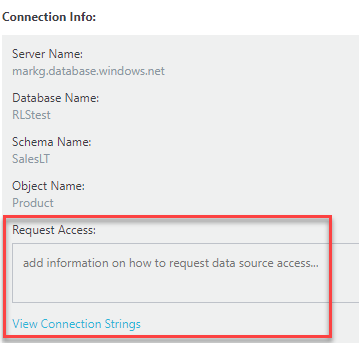 Connection Info:
Server Name:
markg.database.windows.net
Database Name:
RLStest
Schema Name:
SalesLT
Object Name:
Product
Request Access:
add information on how to request data source access...
View Connection Strings